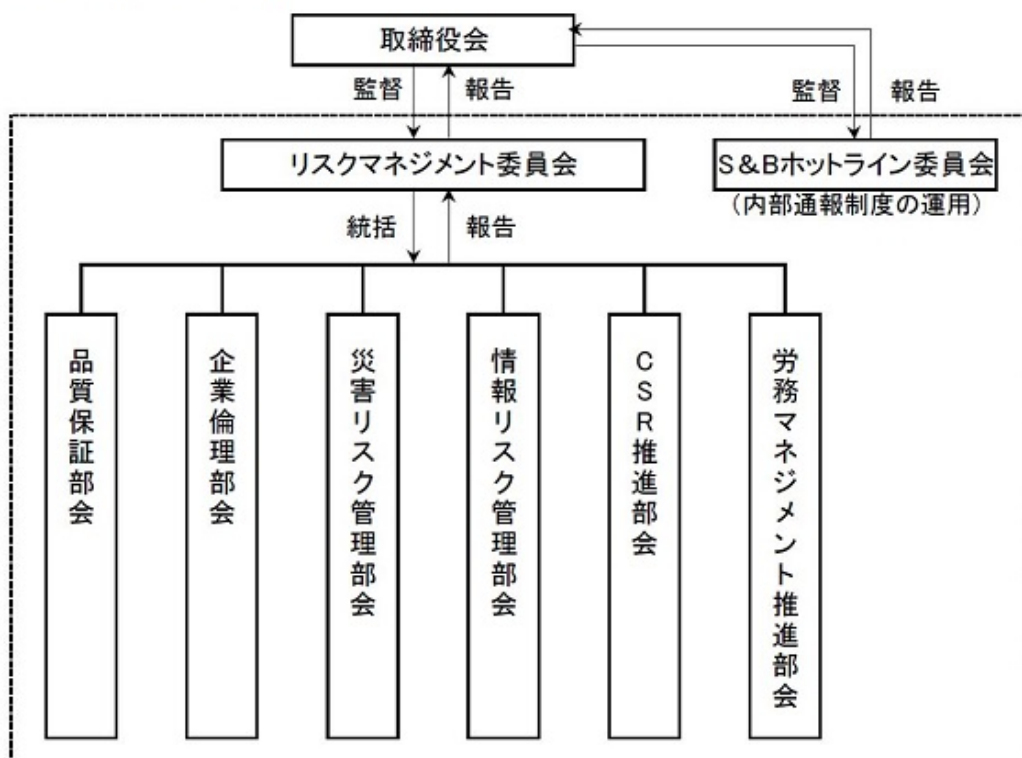 取締役会
監督
報告
監督
報告
リスクマネジメント委員会
S&Bホットライン委員会
（内部通報制度の運用）
統括
報告
品質保証部会
企業倫理部会
災害リスク管理部会
情報リスク管理部会
CSR推進部会
労務マネジメント推進部会